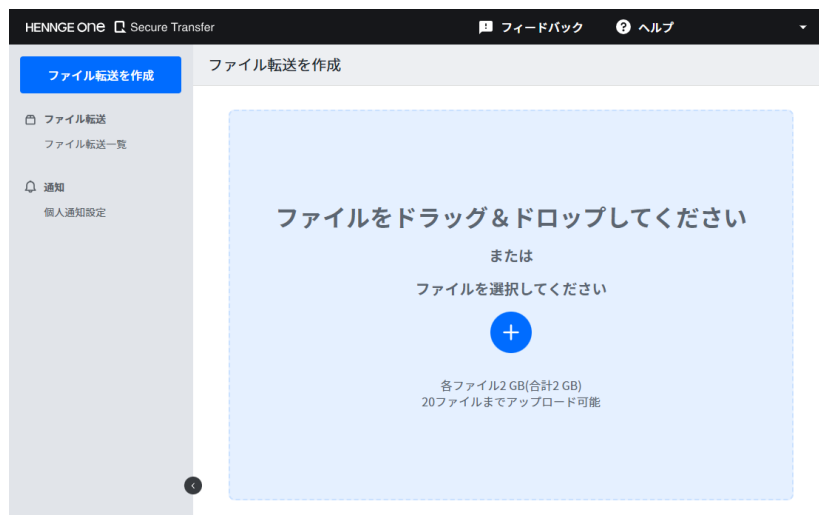 HENNGE One Secure Transfer
フィードバック
ヘルプ
ファイル転送を作成
ファイル転送
ファイル転送一覧
通知
個人通知設定
ファイル転送を作成
ファイルをドラッグ＆ドロップしてください
または
ファイルを選択してください
各ファイル2 GB(合計2 GB)
20ファイルまでアップロード可能